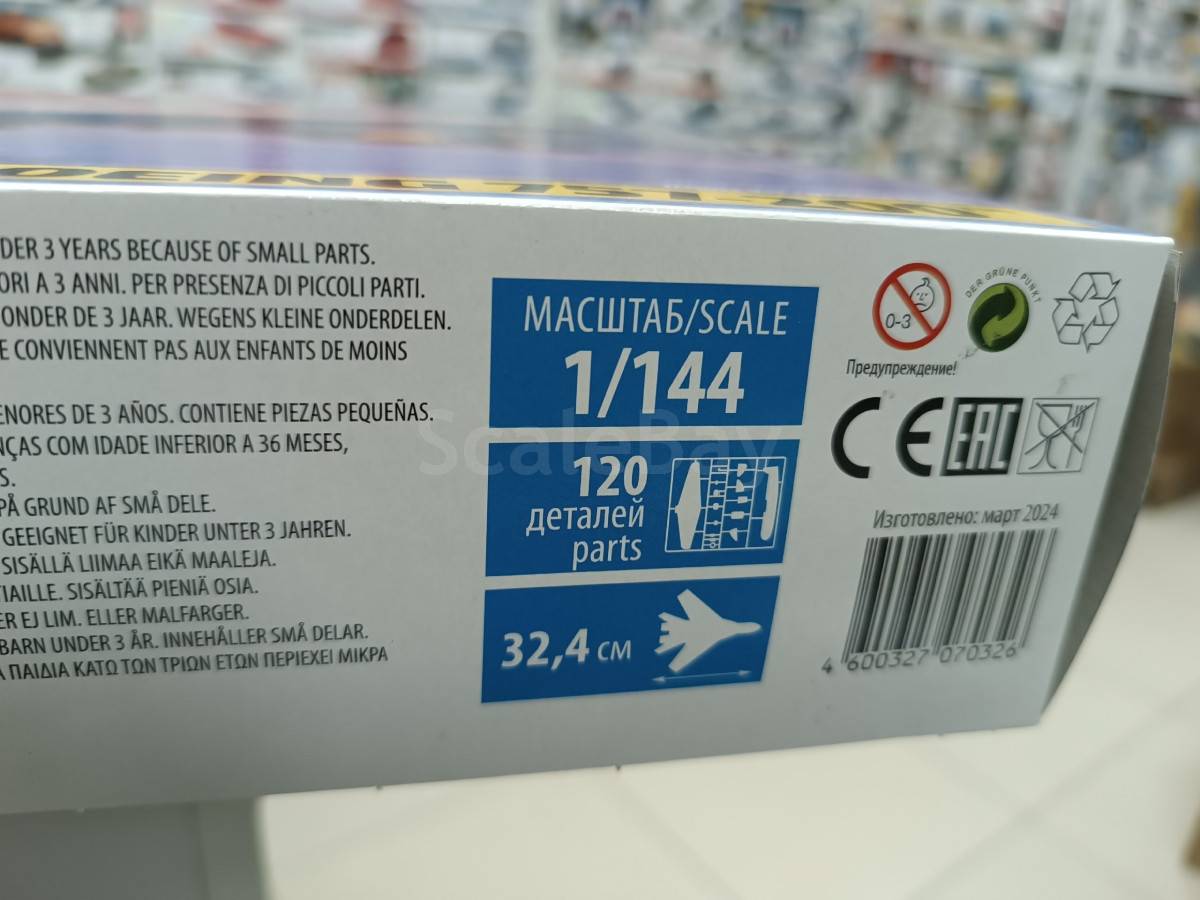 DER 3 YEARS BECAUSE OF SMALL PARTS.
ORI A 3 ANNI. PER PRESENZA DI PICCOLI PARTI.
ONDER DE 3 JAAR. WEGENS KLEINE ONDERDELEN.
E CONVIENNENT PAS AUX ENFANTS DE MOINS
ENORES DE 3 AÑOS. CONTIENE PIEZAS PEQUEÑAS.
NÇAS COM IDADE INFERIOR A 36 MESES,
S.
PÅ GRUND AF SMÅ DELE.
GEEIGNET FÜR KINDER UNTER 3 JAHREN.
SISÄLLÄ LIIMAA EIKÄ MAALEJA.
TIAILLE. SISÄLTÄÄ PIENIÄ OSIA.
ER EJ LIM. ELLER MALFARGER.
BARN UNDER 3 ÅR. INNEHÅLLER SMÅ DELAR.
Α ΠΑΙΔΙΑ ΚΑΤΩ ΤΩΝ ΤΡΙΩΝ ΕΤΩΝ ΠΕΡΙΕΧΕΙ ΜΙΚΡΑ
МАСШТАБ/SCALE
1/144
120
деталей
parts
32,4 см
ScaleBay
0-3
DER GRÜNE PUNKT
Предупреждение!
CE EAC
Изготовлено: март 2024
4 600327 070326